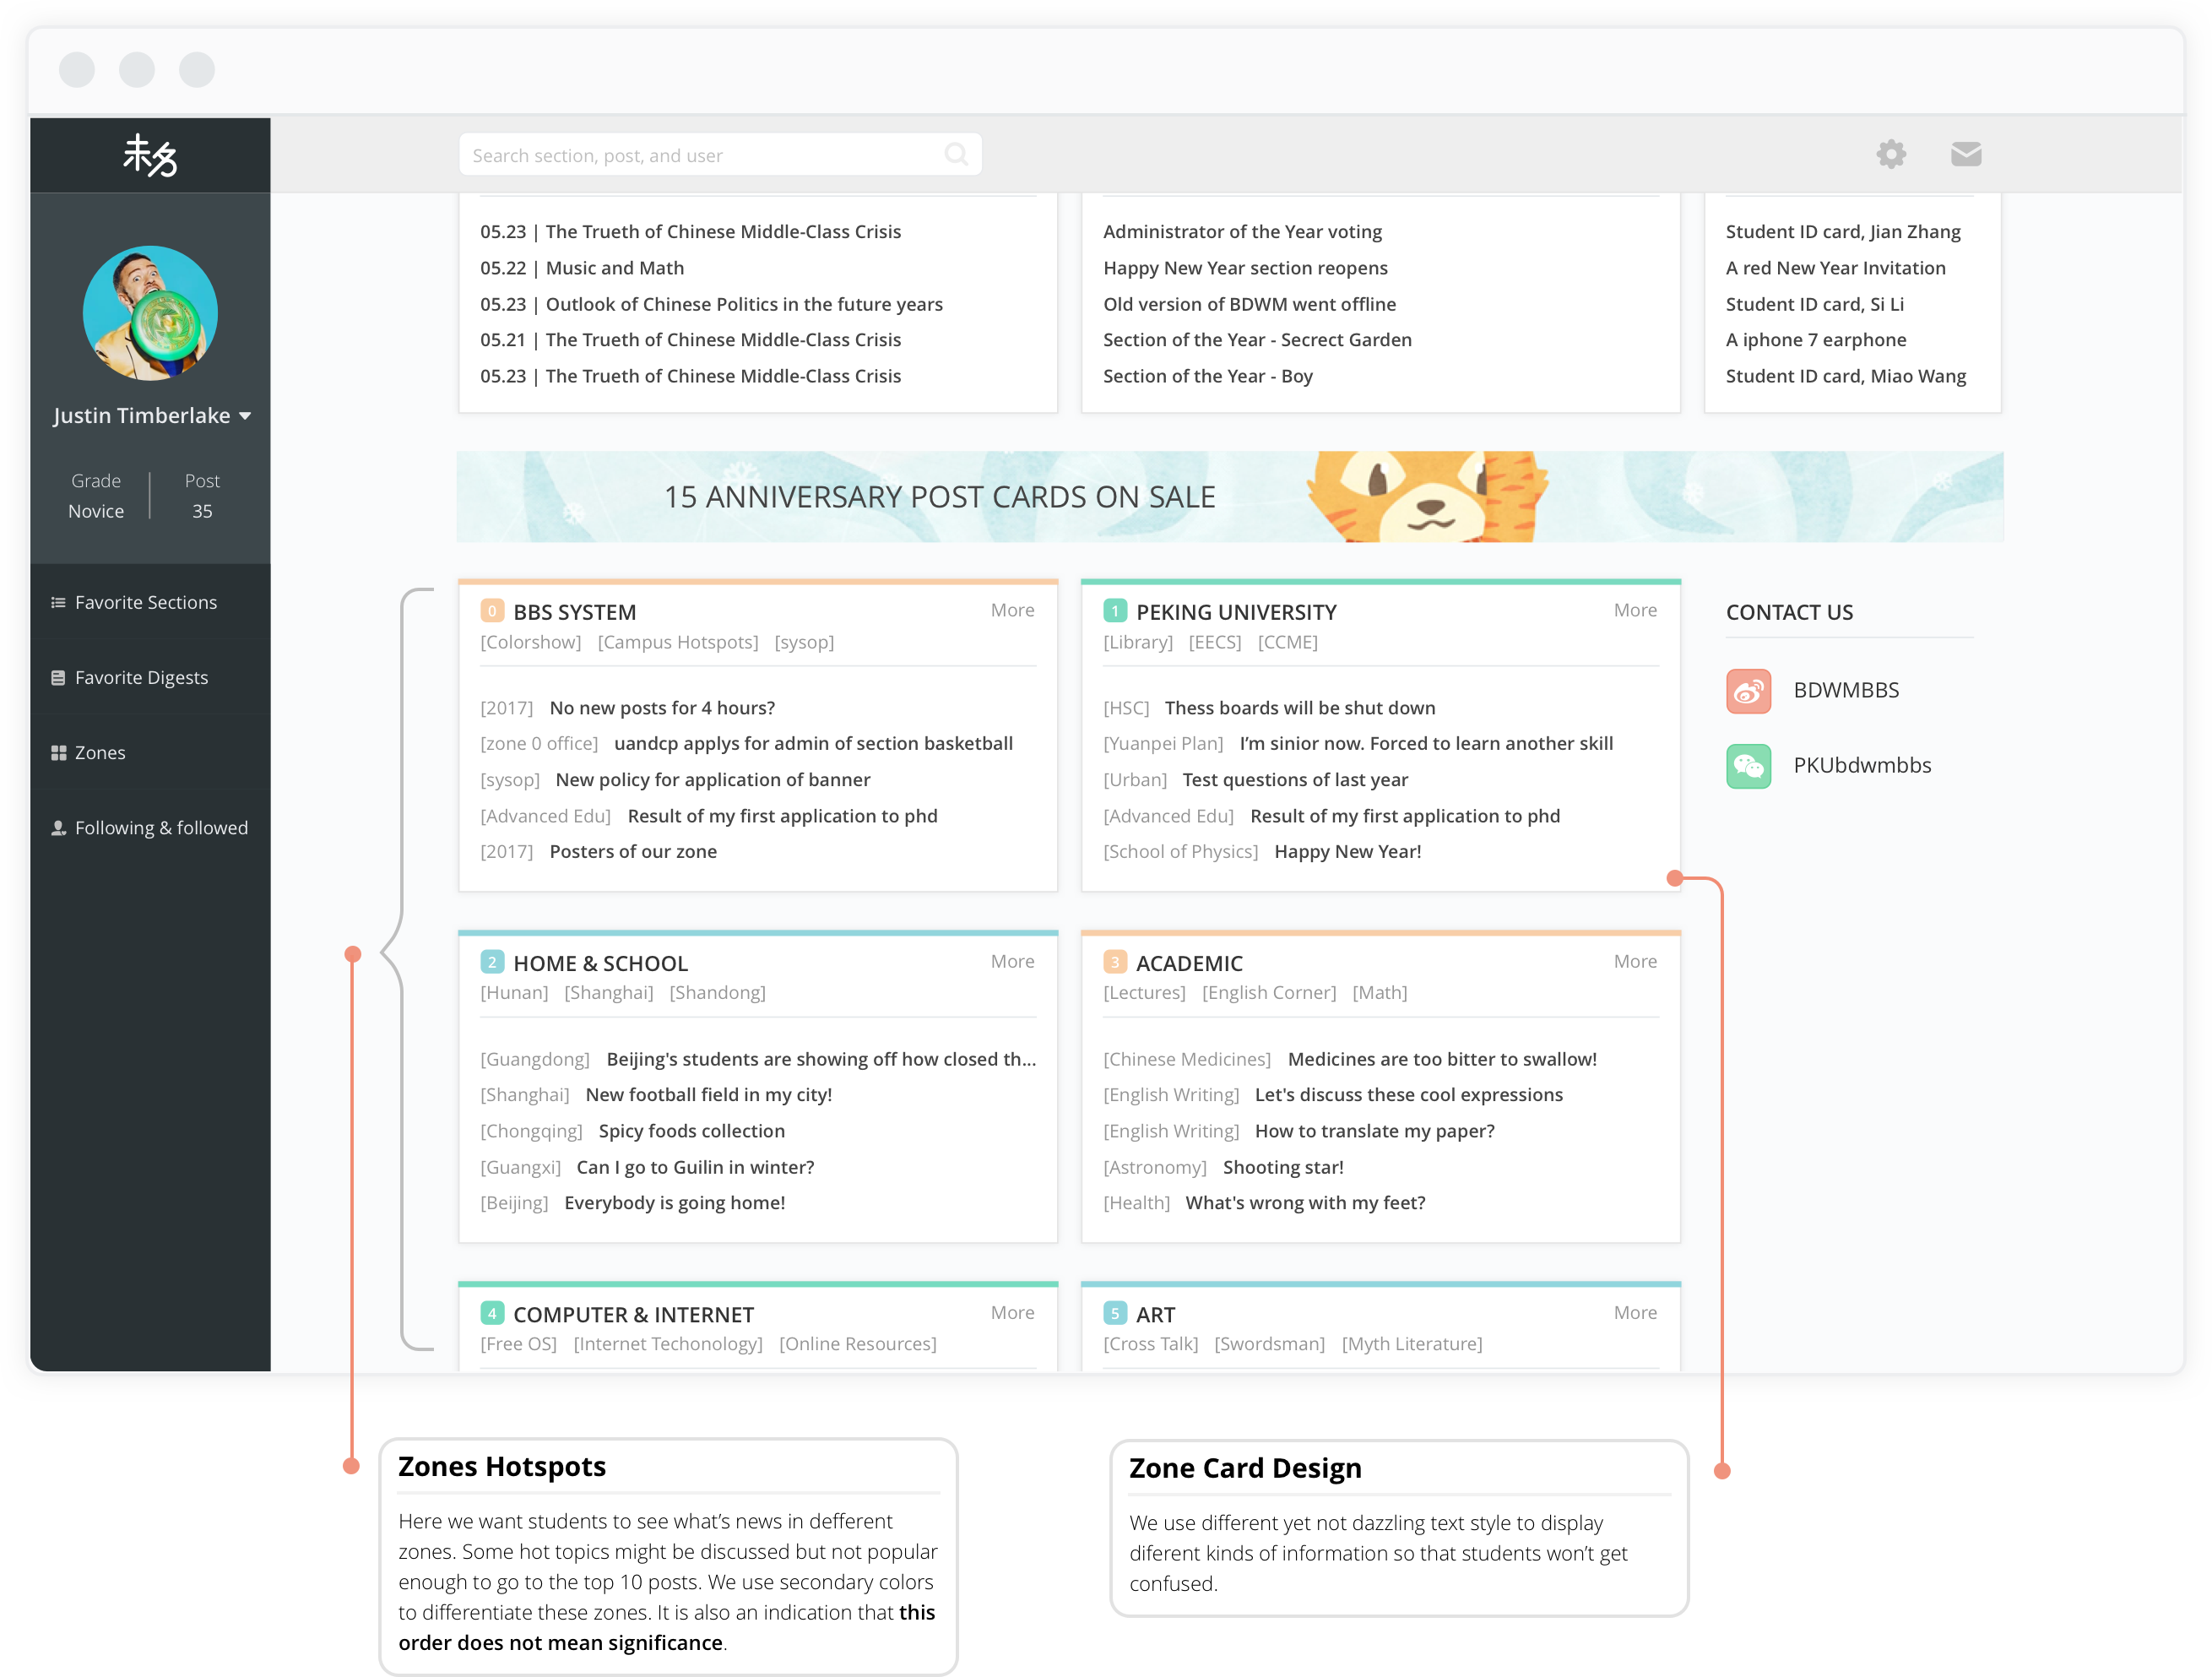 Search section, post, and user
Justin Timberlake
Grade
Novice
Post
35
Favorite Sections
Favorite Digests
Zones
Following & followed
05.23 | The Trueth of Chinese Middle-Class Crisis
05.22 | Music and Math
05.23 | Outlook of Chinese Politics in the future years
05.21 | The Trueth of Chinese Middle-Class Crisis
05.23 | The Trueth of Chinese Middle-Class Crisis
Administrator of the Year voting
Happy New Year section reopens
Old version of BDWM went offline
Section of the Year - Secrect Garden
Section of the Year - Boy
Student ID card, Jian Zhang
A red New Year Invitation
Student ID card, Si Li
A iphone 7 earphone
Student ID card, Miao Wang
15 ANNIVERSARY POST CARDS ON SALE
0 BBS SYSTEM More
[Colorshow] [Campus Hotspots] [sysop]
[2017] No new posts for 4 hours?
[zone 0 office] uandcp applys for admin of section basketball
[sysop] New policy for application of banner
[Advanced Edu] Result of my first application to phd
[2017] Posters of our zone
1 PEKING UNIVERSITY More
[Library] [EECS] [CCME]
[HSC] Thess boards will be shut down
[Yuanpei Plan] I’m sinior now. Forced to learn another skill
[Urban] Test questions of last year
[Advanced Edu] Result of my first application to phd
[School of Physics] Happy New Year!
CONTACT US
BDWMBBS
PKUbdwmbbs
2 HOME & SCHOOL More
[Hunan] [Shanghai] [Shandong]
[Guangdong] Beijing's students are showing off how closed th...
[Shanghai] New football field in my city!
[Chongqing] Spicy foods collection
[Guangxi] Can I go to Guilin in winter?
[Beijing] Everybody is going home!
3 ACADEMIC More
[Lectures] [English Corner] [Math]
[Chinese Medicines] Medicines are too bitter to swallow!
[English Writing] Let's discuss these cool expressions
[English Writing] How to translate my paper?
[Astronomy] Shooting star!
[Health] What's wrong with my feet?
4 COMPUTER & INTERNET More
[Free OS] [Internet Techonology] [Online Resources]
5 ART More
[Cross Talk] [Swordsman] [Myth Literature]
Zones Hotspots
Here we want students to see what’s news in defferent
zones. Some hot topics might be discussed but not popular
enough to go to the top 10 posts. We use secondary colors
to differentiate these zones. It is also an indication that this
order does not mean significance.
Zone Card Design
We use different yet not dazzling text style to display
diferent kinds of information so that students won’t get
confused.